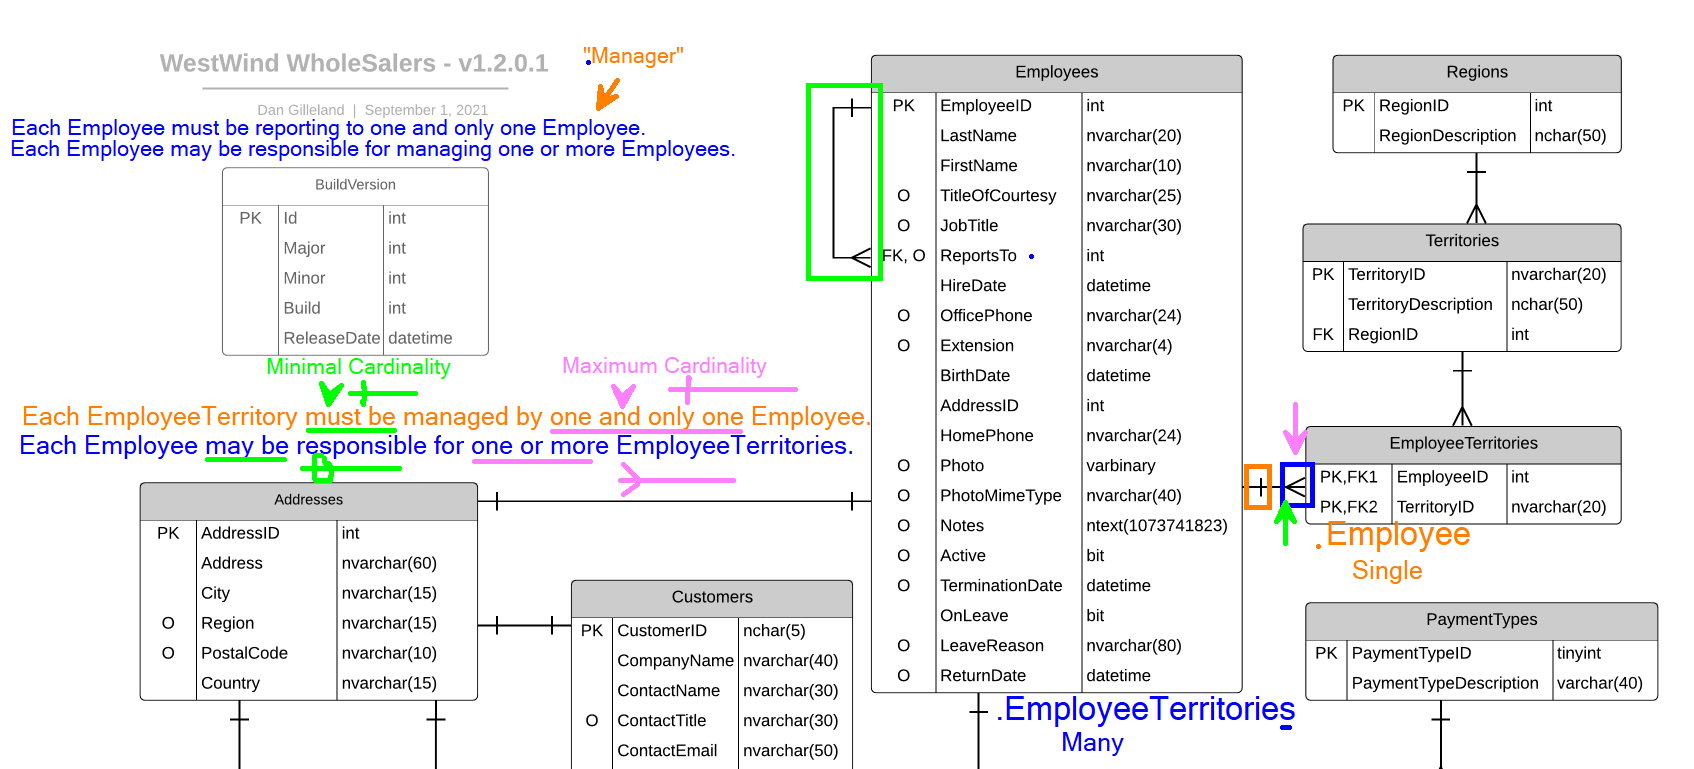 WestWind WholeSalers - v1.2.0.1
Dan Gilleland | September 1, 2021
"Manager"
Each Employee must be reporting to one and only one Employee.
Each Employee may be responsible for managing one or more Employees.
BuildVersion
PK Id int
Major int
Minor int
Build int
ReleaseDate datetime
Minimal Cardinality
Maximum Cardinality
Each EmployeeTerritory must be managed by one and only one Employee.
Each Employee may be responsible for one or more EmployeeTerritories.
Addresses
PK AddressID int
Address nvarchar(60)
City nvarchar(15)
O Region nvarchar(15)
O PostalCode nvarchar(10)
Country nvarchar(15)
Customers
PK CustomerID nchar(5)
CompanyName nvarchar(40)
ContactName nvarchar(30)
O ContactTitle nvarchar(30)
ContactEmail nvarchar(50)
Employees
PK EmployeeID int
LastName nvarchar(20)
FirstName nvarchar(10)
O TitleOfCourtesy nvarchar(25)
O JobTitle nvarchar(30)
FK, O ReportsTo int
HireDate datetime
O OfficePhone nvarchar(24)
O Extension nvarchar(4)
BirthDate datetime
AddressID int
HomePhone nvarchar(24)
O Photo varbinary
O PhotoMimeType nvarchar(40)
O Notes ntext(1073741823)
O Active bit
O TerminationDate datetime
OnLeave bit
O LeaveReason nvarchar(80)
O ReturnDate datetime
.EmployeeTerritories
Many
Regions
PK RegionID int
RegionDescription nchar(50)
Territories
PK TerritoryID nvarchar(20)
TerritoryDescription nchar(50)
FK RegionID int
EmployeeTerritories
PK,FK1 EmployeeID int
PK,FK2 TerritoryID nvarchar(20)
.Employee
Single
PaymentTypes
PK PaymentTypeID tinyint
PaymentTypeDescription varchar(40)